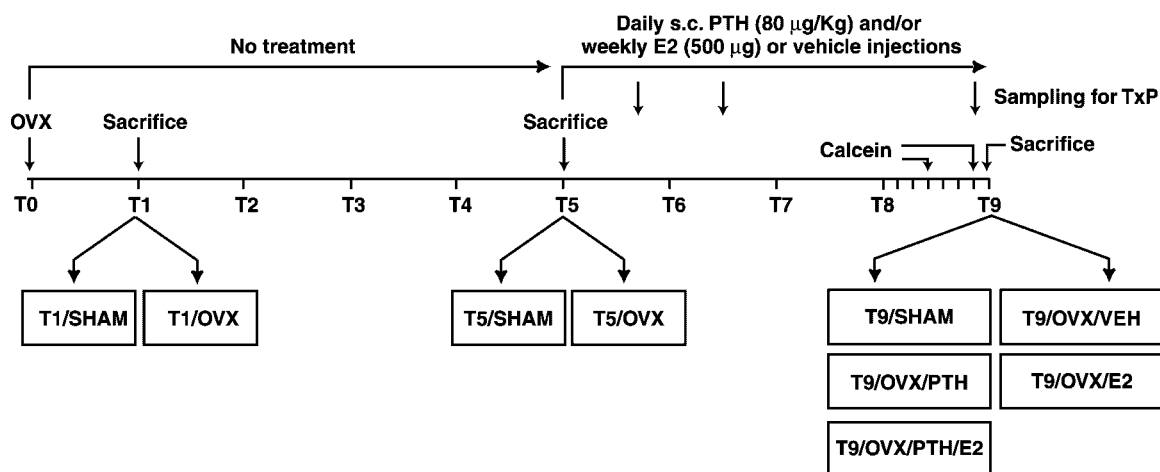 Daily s.c. PTH (80 μg/Kg) and/or
No treatment
weekly E2 (500 μg) or vehicle injections
Sampling for TxP
OVX
Sacrifice
Sacrifice
Calcein
Sacrifice
T0 T1 T2 T3 T4 T5 T6 T7 T8 T9
T1/SHAM T1/OVX T5/SHAM T5/OVX T9/SHAM T9/OVX/VEH
T9/OVX/PTH T9/OVX/E2
T9/OVX/PTH/E2